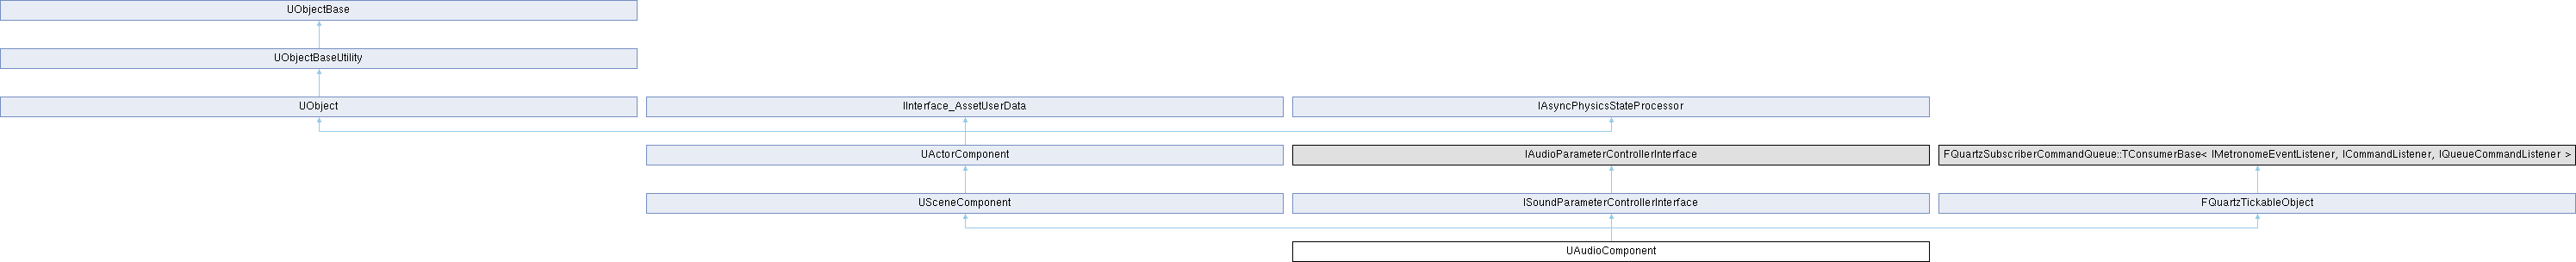 UObjectBase
UObjectBaseUtility
UObject
IInterface_AssetUserData
IAsyncPhysicsStateProcessor
UActorComponent
IAudioParameterControllerInterface
FQuartzSubscriberCommandQueue::TConsumerBase< IMetronomeEventListener, ICommandListener, IQueueCommandListener >
USceneComponent
ISoundParameterControllerInterface
FQuartzTickableObject
UAudioComponent